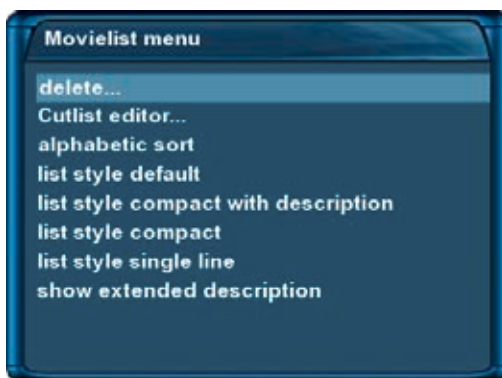 Movielist menu
delete...
Cutlist editor...
alphabetic sort
list style default
list style compact with description
list style compact
list style single line
show extended description